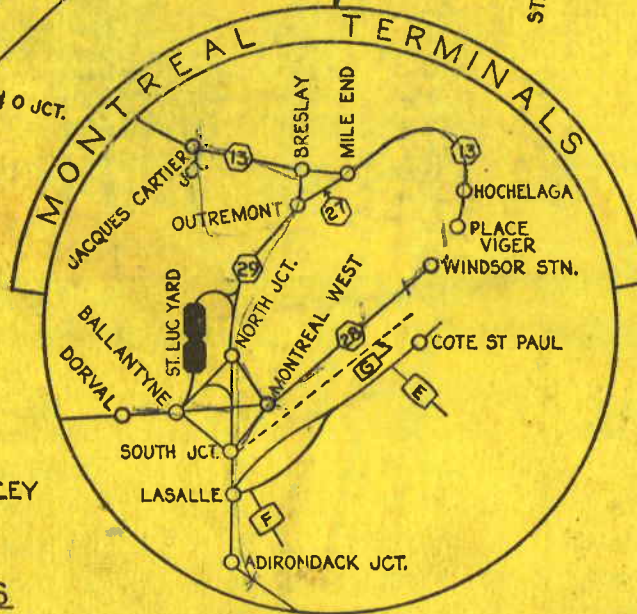 ST
O JCT.
MONTREAL TERMINALS
JACQUES CARTIER
JCT.
13
BRESLAY
MILE END
13
HOCHELAGA
OUTREMONT
27
PLACE
VIGER
WINDSOR STN.
29
NORTH JCT.
ST. LUC YARD
MONTREAL WEST
28
BALLANTYNE
DORVAL
COTE ST PAUL
G
E
SOUTH JCT.
LEY
LASALLE
F
ADIRONDACK JCT.
S